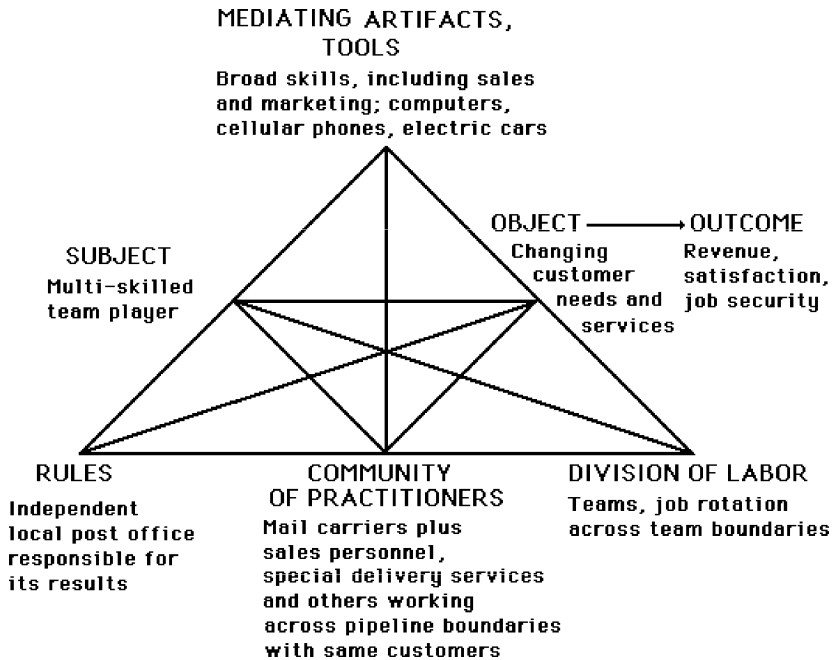 MEDIATING ARTIFACTS,
TOOLS
Broad skills, including sales
and marketing; computers,
cellular phones, electric cars
SUBJECT
Multi-skilled
team player
OBJECT
Changing
customer
needs and
services
OUTCOME
Revenue,
satisfaction,
job security
RULES
Independent
local post office
responsible for
its results
COMMUNITY
OF PRACTITIONERS
Mail carriers plus
sales personnel,
special delivery services
and others working
across pipeline boundaries
with same customers
DIVISION OF LABOR
Teams, job rotation
across team boundaries